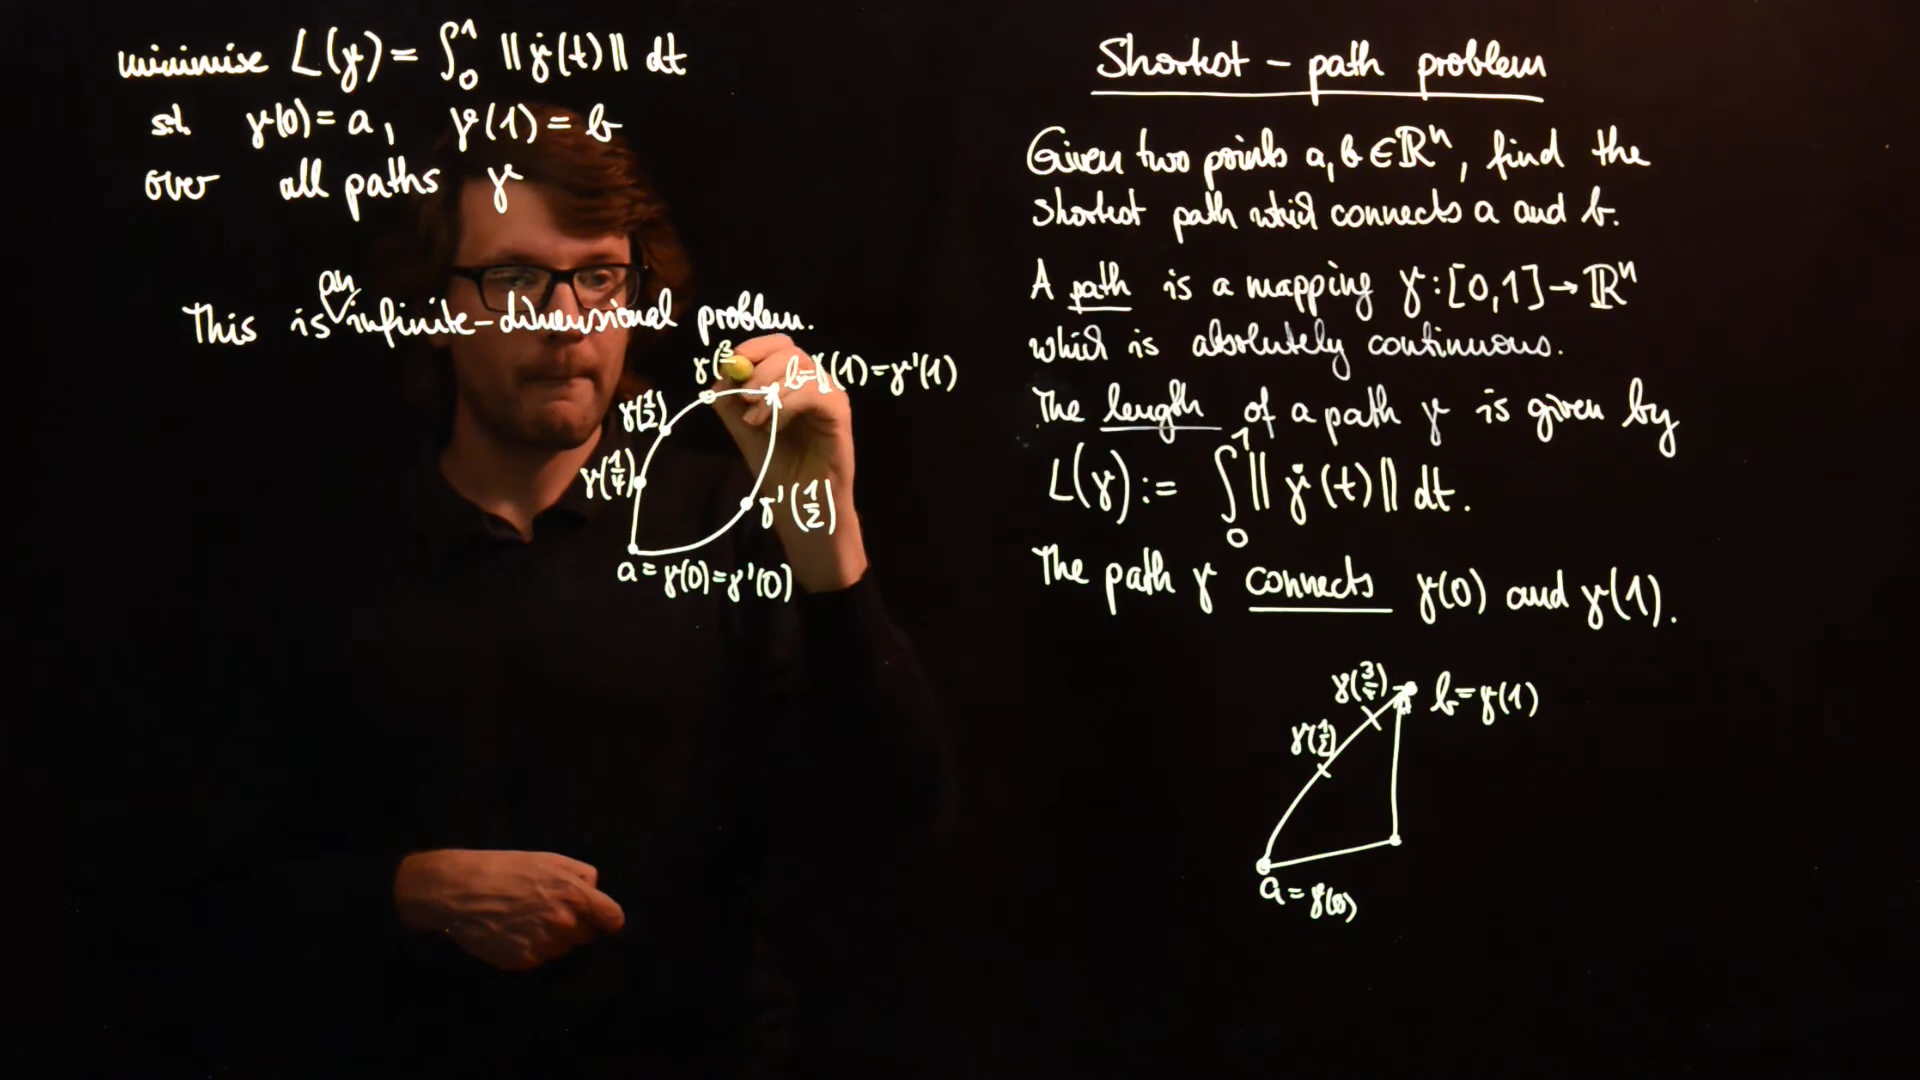 minimise L(γ) = ∫₀¹ ‖γ̇(t)‖ dt
st. γ(0) = a, γ(1) = b
over all paths γ
This is an infinite-dimensional problem.
γ(3
b=γ(1)=γ'(1)
γ(1/2)
γ(1/4)
γ'(1/2)
a=γ(0)=γ'(0)
Shortest - path problem
Given two points a, b ∈ ℝⁿ, find the
shortest path which connects a and b.
A path is a mapping γ: [0,1] → ℝⁿ
which is absolutely continuous.
The length of a path γ is given by
L(γ) := ∫₀¹ ‖γ̇(t)‖ dt.
The path γ connects γ(0) and γ(1).
γ(3/4)
b=γ(1)
γ(1/2)
a=γ(0)